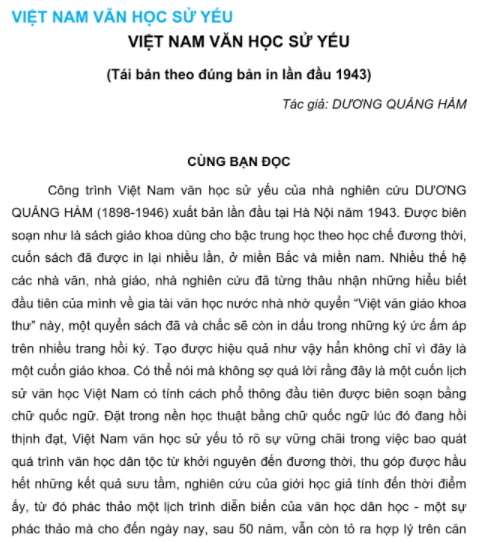 VIỆT NAM VĂN HỌC SỬ YẾU
VIỆT NAM VĂN HỌC SỬ YẾU
(Tái bản theo đúng bản in lần đầu 1943)
Tác giả: DƯƠNG QUẢNG HÀM
CÙNG BẠN ĐỌC
Công trình Việt Nam văn học sử yếu của nhà nghiên cứu DƯƠNG
QUẢNG HÀM (1898-1946) xuất bản lần đầu tại Hà Nội năm 1943. Được biên
soạn như là sách giáo khoa dùng cho bậc trung học theo học chế đương thời,
cuốn sách đã được in lại nhiều lần, ở miền Bắc và miền nam. Nhiều thế hệ
các nhà văn, nhà giáo, nhà nghiên cứu đã từng thâu nhận những hiểu biết
đầu tiên của mình về gia tài văn học nước nhà nhờ quyển “Việt văn giáo khoa
thư” này, một quyển sách đã và chắc sẽ còn in dấu trong những ký ức ấm áp
trên nhiều trang hồi ký. Tạo được hiệu quả như vậy hẳn không chỉ vì đây là
một cuốn giáo khoa. Có thể nói mà không sợ quá lời rằng đây là một cuốn lịch
sử văn học Việt Nam có tính cách phổ thông đầu tiên được biên soạn bằng
chữ quốc ngữ. Đặt trong nền học thuật bằng chữ quốc ngữ lúc đó đang hồi
thịnh đạt, Việt Nam văn học sử yếu tỏ rõ sự vững chãi trong việc bao quát
quá trình văn học dân tộc từ khởi nguyên đến đương thời, thu góp được hầu
hết những kết quả sưu tầm, nghiên cứu của giới học giả tính đến thời điểm
ấy, từ đó phác thảo một lịch trình diễn biến của văn học dân học - một sự
phác thảo mà cho đến ngày nay, sau 50 năm, vẫn còn tỏ ra hợp lý trên căn